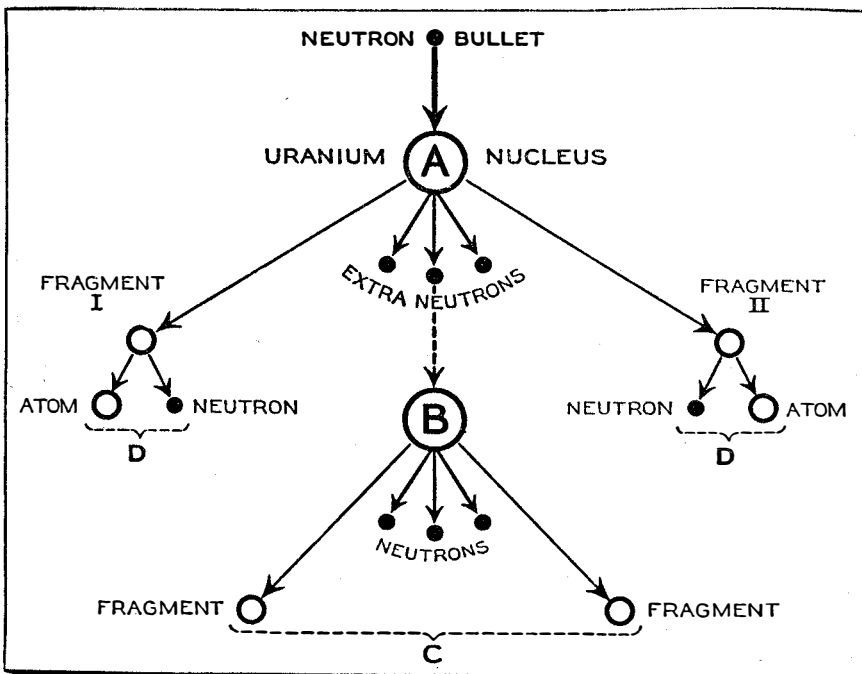 NEUTRON BULLET
URANIUM A NUCLEUS
EXTRA NEUTRONS
FRAGMENT
I
FRAGMENT
II
ATOM NEUTRON
D
B
NEUTRON ATOM
D
NEUTRONS
FRAGMENT FRAGMENT
C